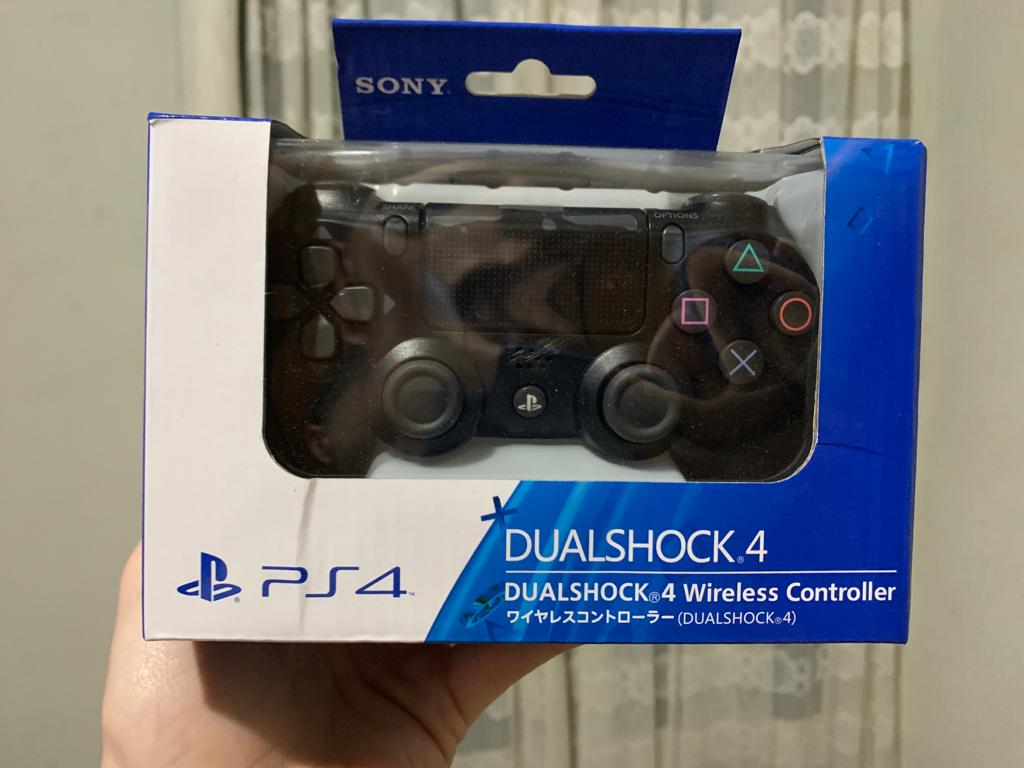 SONY
SHARE
OPTIONS
PS4™
DUALSHOCK®4
DUALSHOCK®4 Wireless Controller
ワイヤレスコントローラー(DUALSHOCK®4)